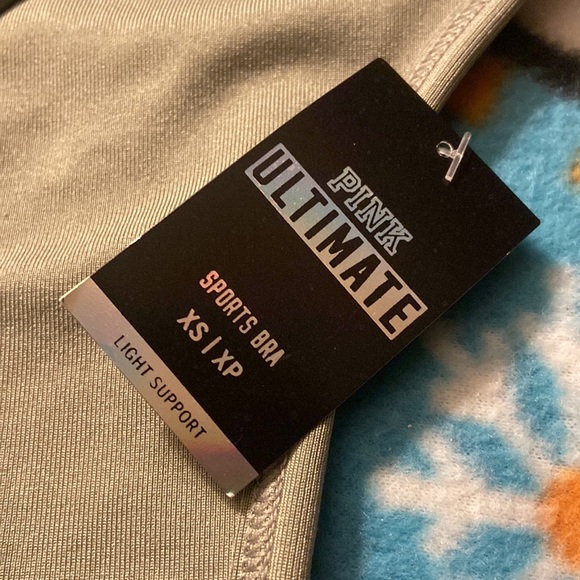 PINK
ULTIMATE
SPORTS BRA
XS | XP
LIGHT SUPPORT